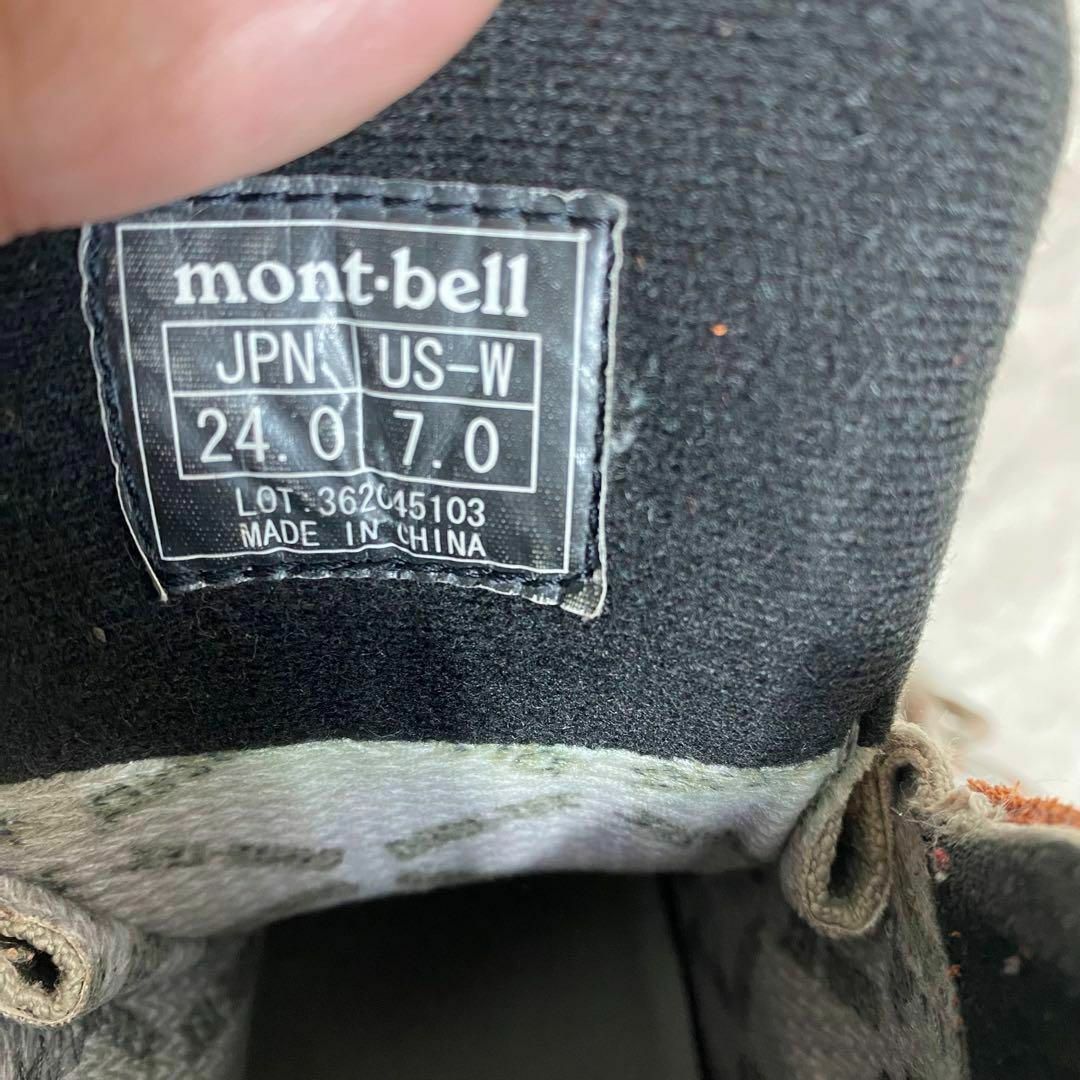 mont-bell
JPN US-W
24.0 7.0
LOT.362045103
MADE IN CHINA